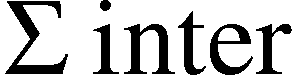 Σ inter